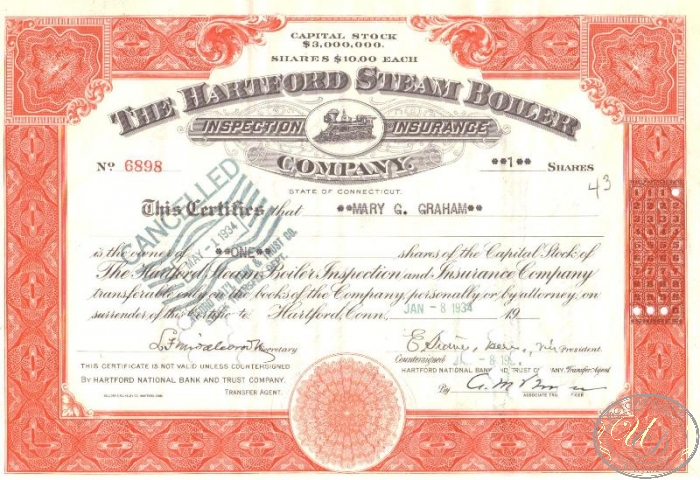 CAPITAL STOCK
$3,000,000.
SHARES $10.00 EACH
THE HARTFORD STEAM BOILER
INSPECTION INSURANCE
COMPANY.
Nº 6898
**1** SHARES
STATE OF CONNECTICUT.
43
CANCELLED
MAY - 1 1934
This Certifies that **MARY G. GRAHAM**
is the owner of **ONE** shares of the Capital Stock of
The Hartford Steam Boiler Inspection and Insurance Company
transferable only on the books of the Company, personally or by attorney, on
surrender of this Certificate Hartford, Conn. JAN - 8 1934 19
Secretary
President.
Countersigned
THIS CERTIFICATE IS NOT VALID UNLESS COUNTERSIGNED
BY HARTFORD NATIONAL BANK AND TRUST COMPANY.
TRANSFER AGENT.
HARTFORD NATIONAL BANK AND TRUST COMPANY, Transfer Agent
By